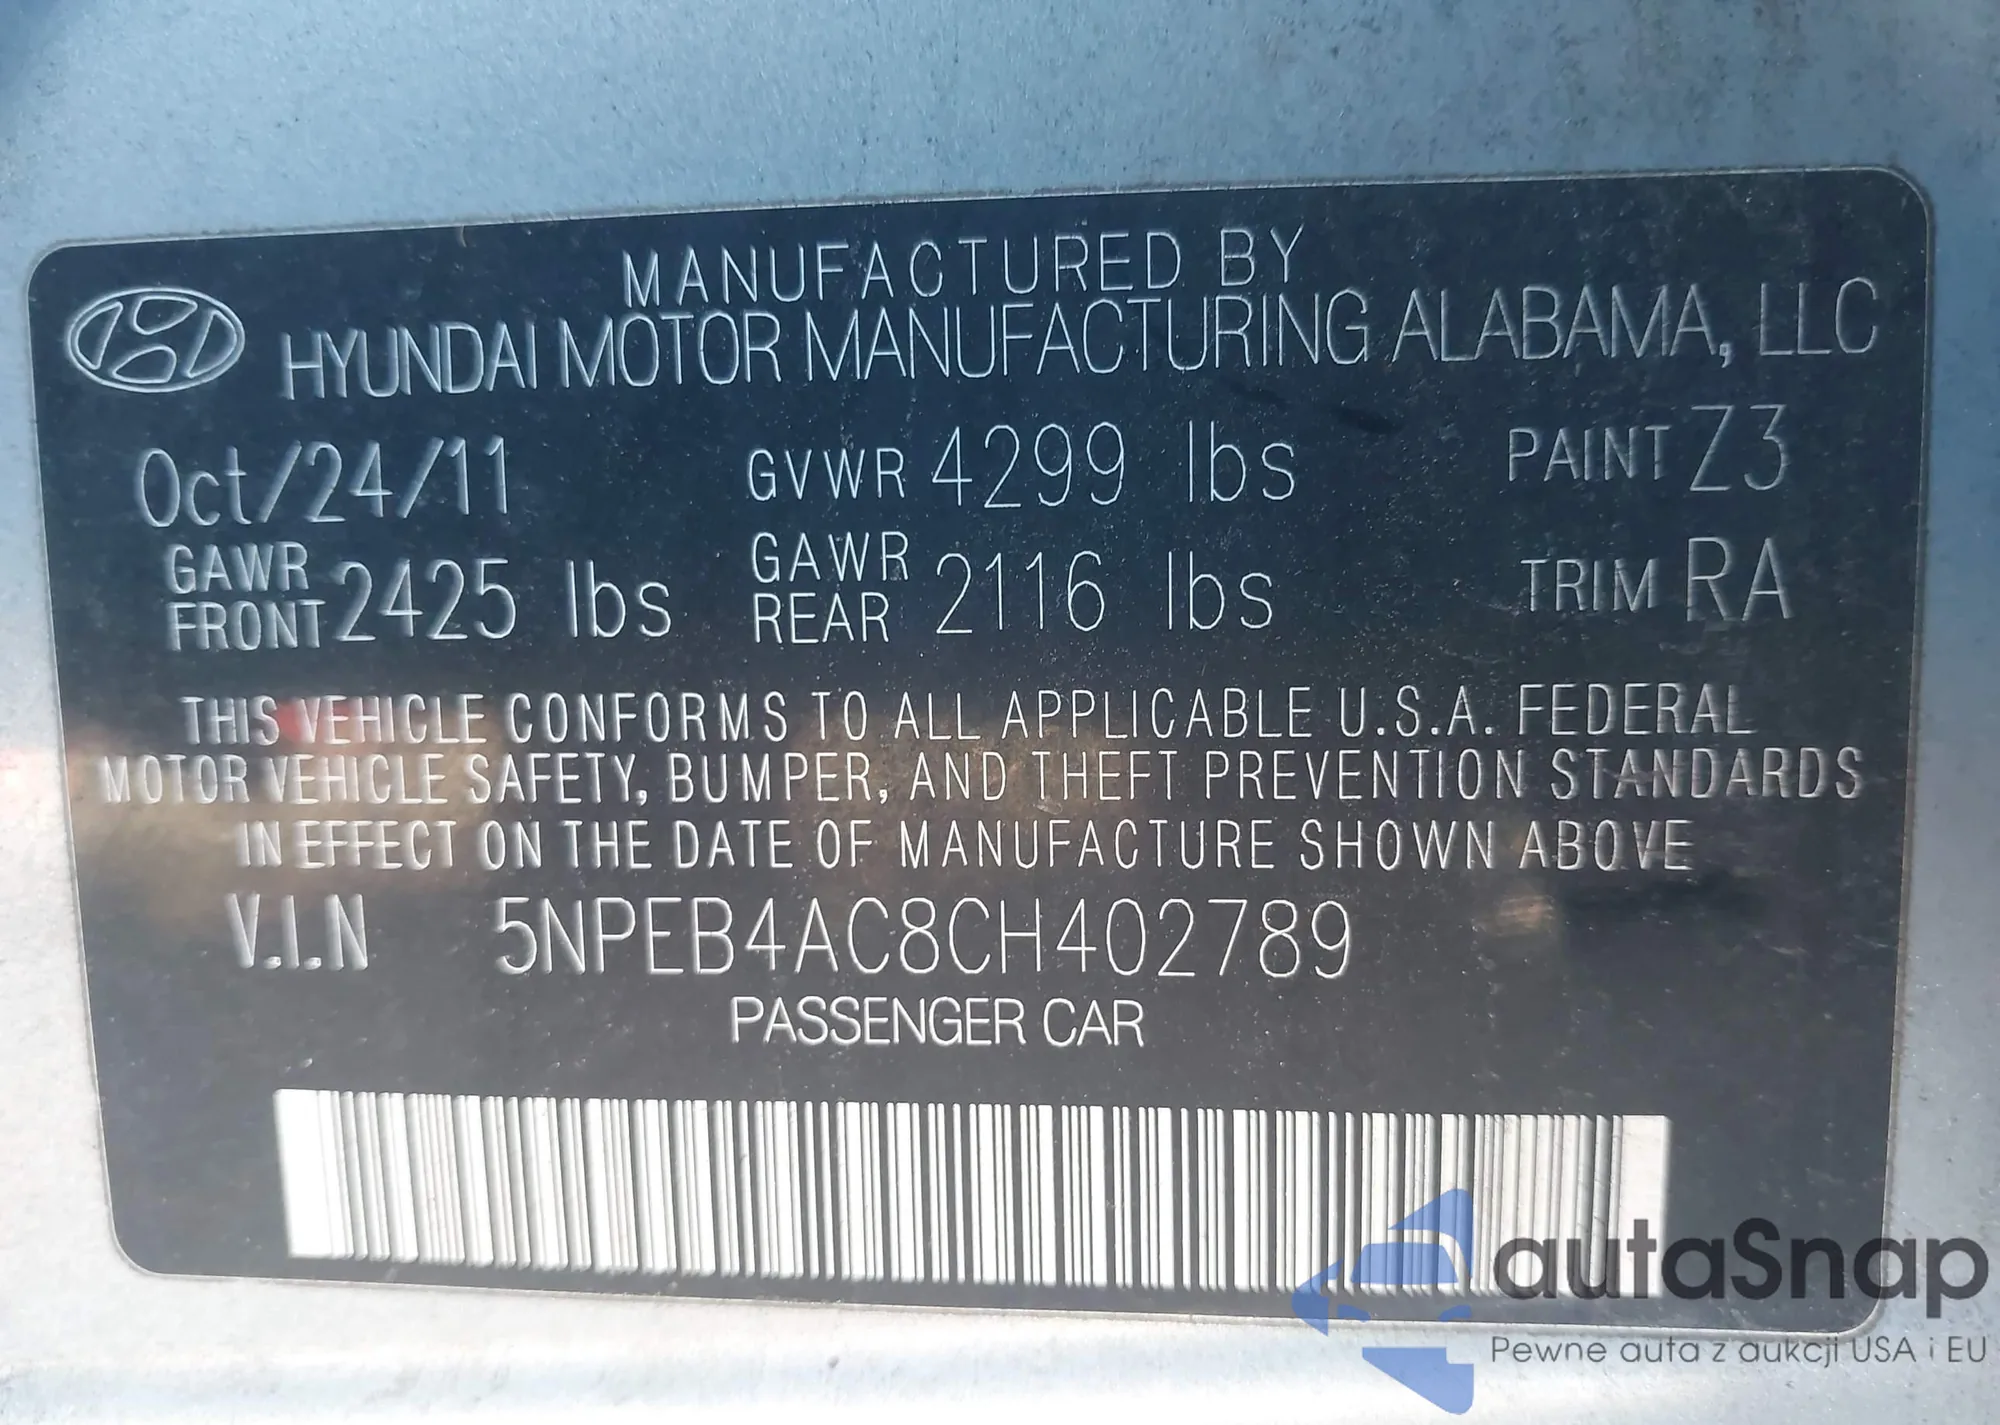 MANUFACTURED BY
HYUNDAI MOTOR MANUFACTURING ALABAMA, LLC
Oct/24/11 GVWR 4299 lbs PAINT Z3
GAWR FRONT 2425 lbs GAWR REAR 2116 lbs TRIM RA
THIS VEHICLE CONFORMS TO ALL APPLICABLE U.S.A. FEDERAL
MOTOR VEHICLE SAFETY, BUMPER, AND THEFT PREVENTION STANDARDS
IN EFFECT ON THE DATE OF MANUFACTURE SHOWN ABOVE
V.I.N 5NPEB4AC8CH402789
PASSENGER CAR
autaSnap
Pewne auta z aukcji USA i EU